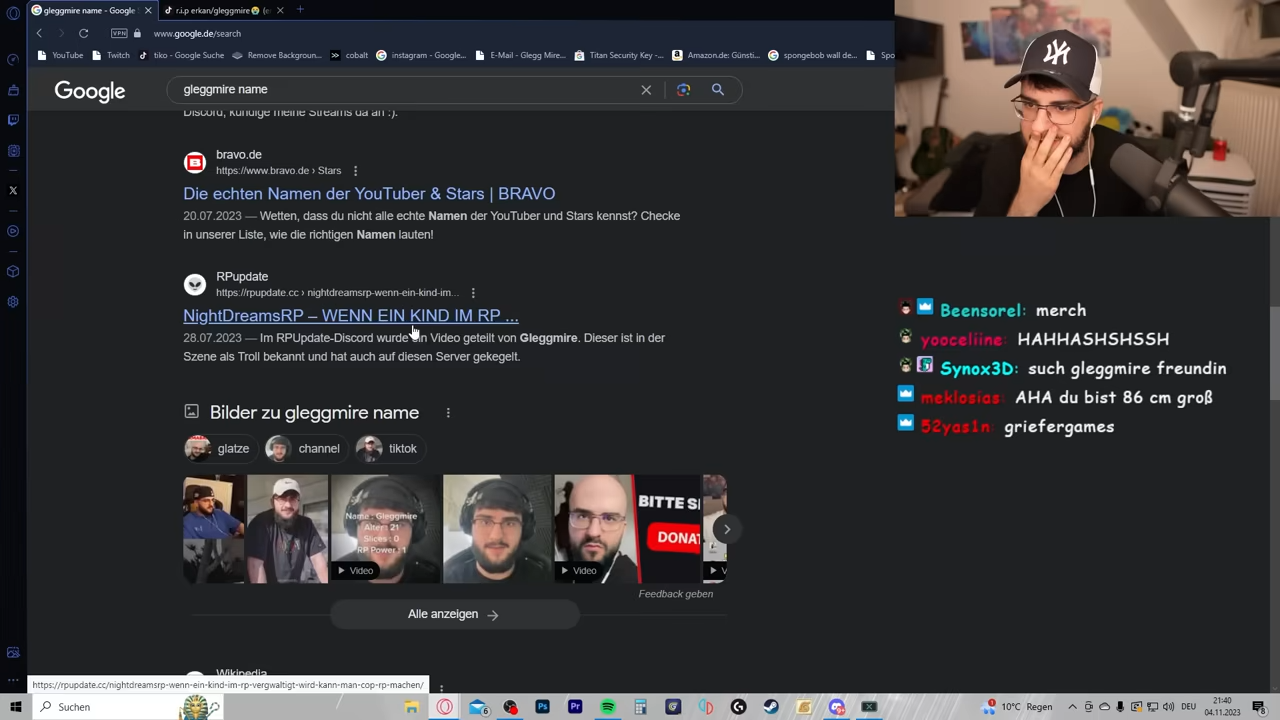 gleggmire name - Google
r.i.p erkan/gleggmire😭 (e
VPN
www.google.de/search
YouTube
Twitch
tiko - Google Suche
Remove Backgroun...
cobalt
instagram - Google...
E-Mail – Glegg Mire...
Titan Security Key -...
Amazon.de: Günsti...
spongebob wall de...
Google
gleggmire name
Discord, kündige meine Streams da an :).
bravo.de
https://www.bravo.de › Stars
Die echten Namen der YouTuber & Stars | BRAVO
20.07.2023 — Wetten, dass du nicht alle echte Namen der YouTuber und Stars kennst? Checke
in unserer Liste, wie die richtigen Namen lauten!
RPupdate
https://rpupdate.cc › nightdreamsrp-wenn-ein-kind-im...
NightDreamsRP – WENN EIN KIND IM RP ...
28.07.2023 — Im RPUpdate-Discord wurde ein Video geteilt von Gleggmire. Dieser ist in der
Szene als Troll bekannt und hat auch auf diesen Server gekegelt.
Bilder zu gleggmire name
glatze
channel
tiktok
Name : Gleggmire
Alter : 21
Slices : 0
RP Power : 1
Video
Video
BITTE
DONA
Feedback geben
Alle anzeigen
Wikipedia
https://rpupdate.cc/nightdreamsrp-wenn-ein-kind-im-rp-vergwaltigt-wird-kann-man-cop-rp-machen/
Beensorel: merch
yooceliine: HAHHASHSHSSH
Synox3D: such gleggmire freundin
meklosias: AHA du bist 86 cm groß
52yas1n: griefergames
Suchen
10°C Regen
21:40
04.11.2023